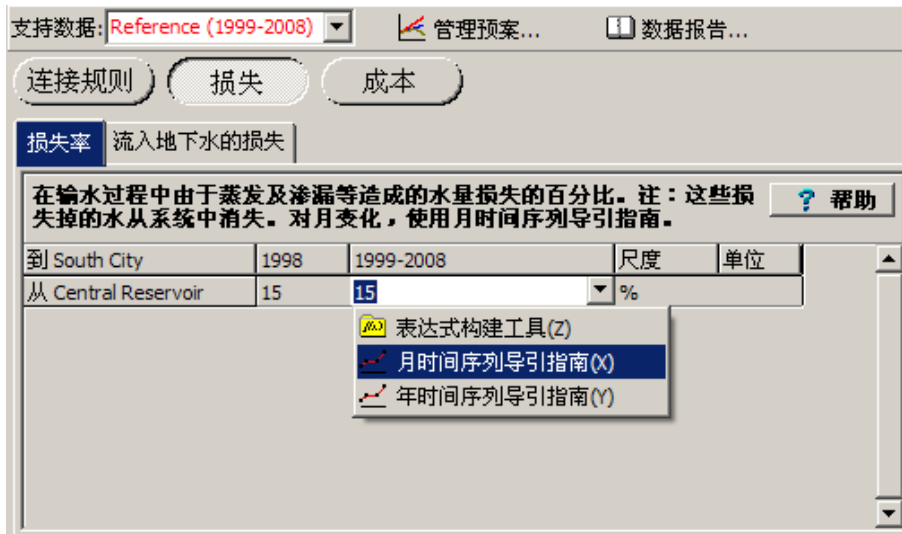 支持数据: Reference (1999-2008) 管理预案... 数据报告...
连接规则 损失 成本
损失率 流入地下水的损失
在输水过程中由于蒸发及渗漏等造成的水量损失的百分比。注：这些损 ? 帮助
失掉的水从系统中消失。对月变化，使用月时间序列导引指南。
到 South City 1998 1999-2008 尺度 单位
从 Central Reservoir 15 15 %
表达式构建工具(Z)
月时间序列导引指南(X)
年时间序列导引指南(Y)